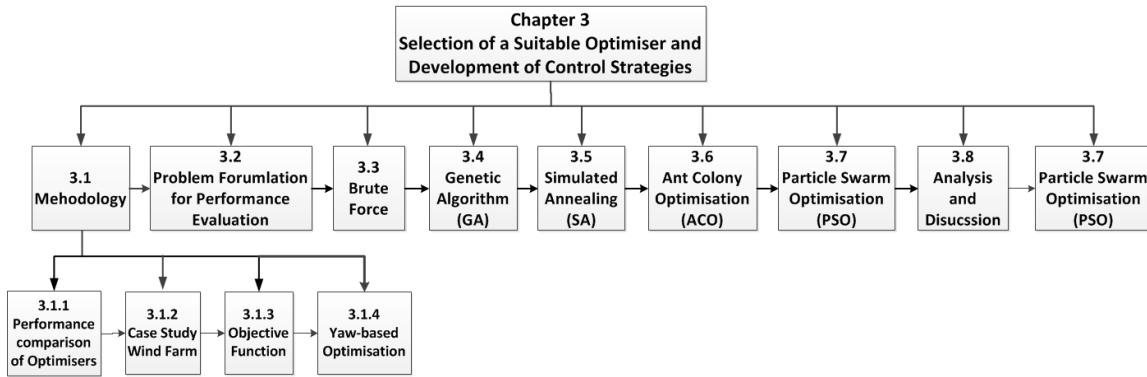 Chapter 3
Selection of a Suitable Optimiser and
Development of Control Strategies
3.1
Mehodology
3.2
Problem Forumlation
for Performance
Evaluation
3.3
Brute
Force
3.4
Genetic
Algorithm
(GA)
3.5
Simulated
Annealing
(SA)
3.6
Ant Colony
Optimisation
(ACO)
3.7
Particle Swarm
Optimisation
(PSO)
3.8
Analysis
and
Disucssion
3.7
Particle Swarm
Optimisation
(PSO)
3.1.1
Performance
comparison
of Optimisers
3.1.2
Case Study
Wind Farm
3.1.3
Objective
Function
3.1.4
Yaw-based
Optimisation